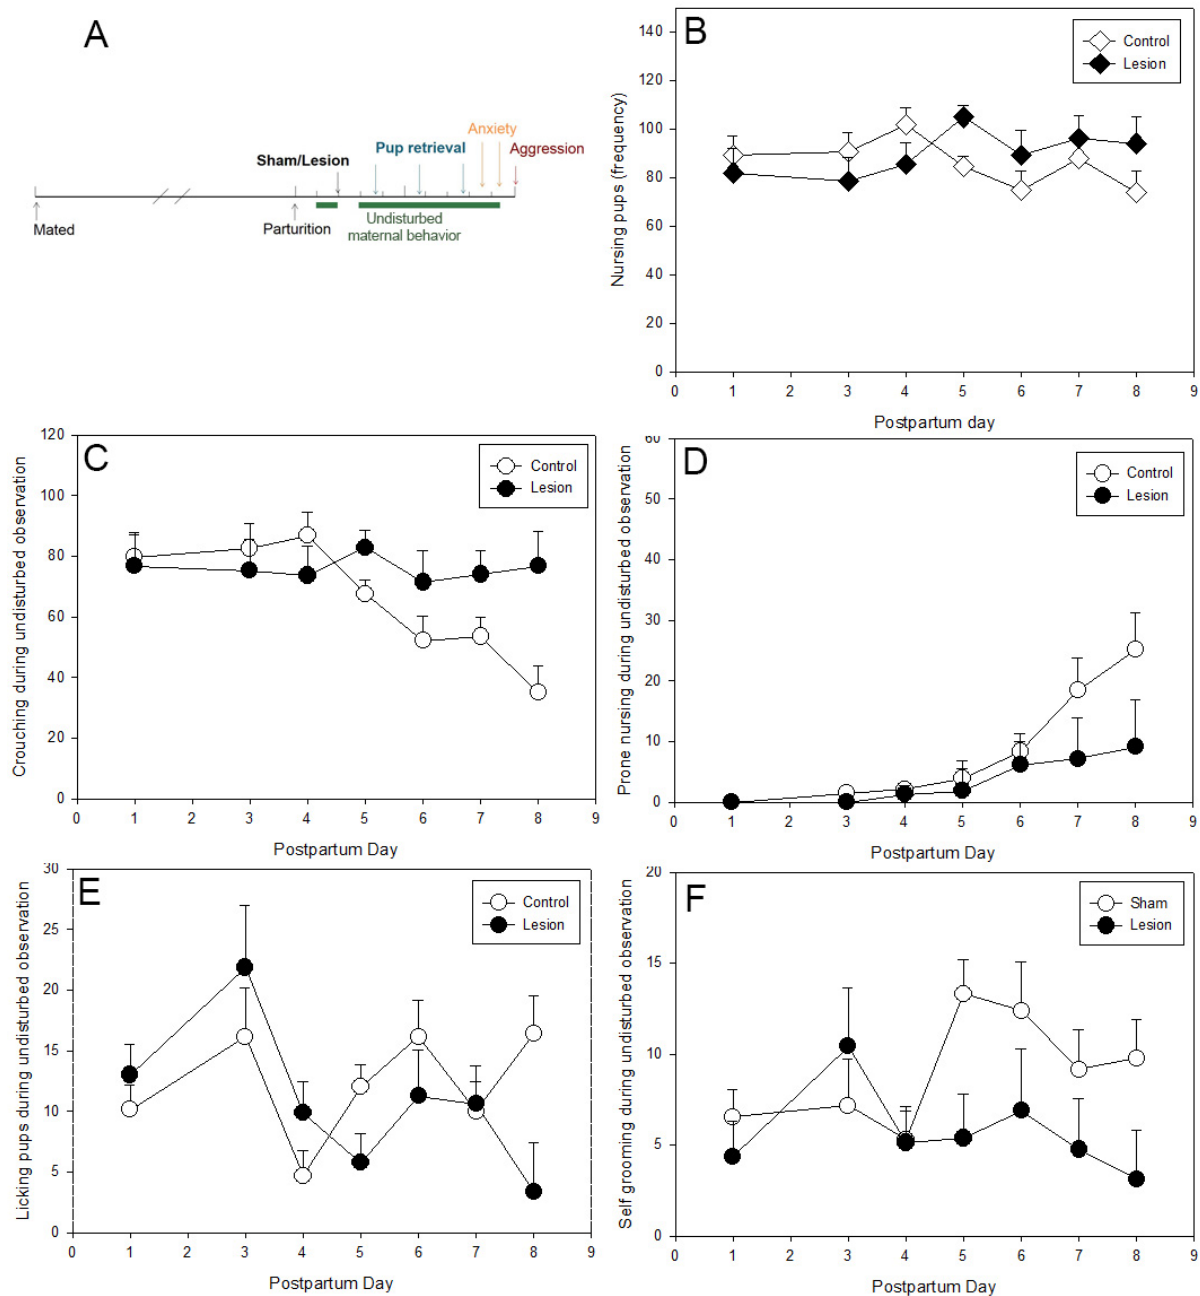 A
Anxiety
Pup retrieval
Sham/Lesion
Aggression
Mated
Parturition
Undisturbed
maternal behavior
B
Control
Lesion
Nursing pups (frequency)
140
120
100
80
60
40
20
0
0 1 2 3 4 5 6 7 8 9
Postpartum day
C
Control
Lesion
Crouching during undisturbed observation
120
100
80
60
40
20
0
0 1 2 3 4 5 6 7 8 9
Postpartum Day
D
Control
Lesion
Prone nursing during undisturbed observation
60
50
40
30
20
10
0
0 1 2 3 4 5 6 7 8 9
Postpartum Day
E
Control
Lesion
Licking pups during undisturbed observation
30
25
20
15
10
5
0
0 1 2 3 4 5 6 7 8 9
Postpartum Day
F
Sham
Lesion
Self grooming during undisturbed observation
20
15
10
5
0
0 1 2 3 4 5 6 7 8 9
Postpartum Day